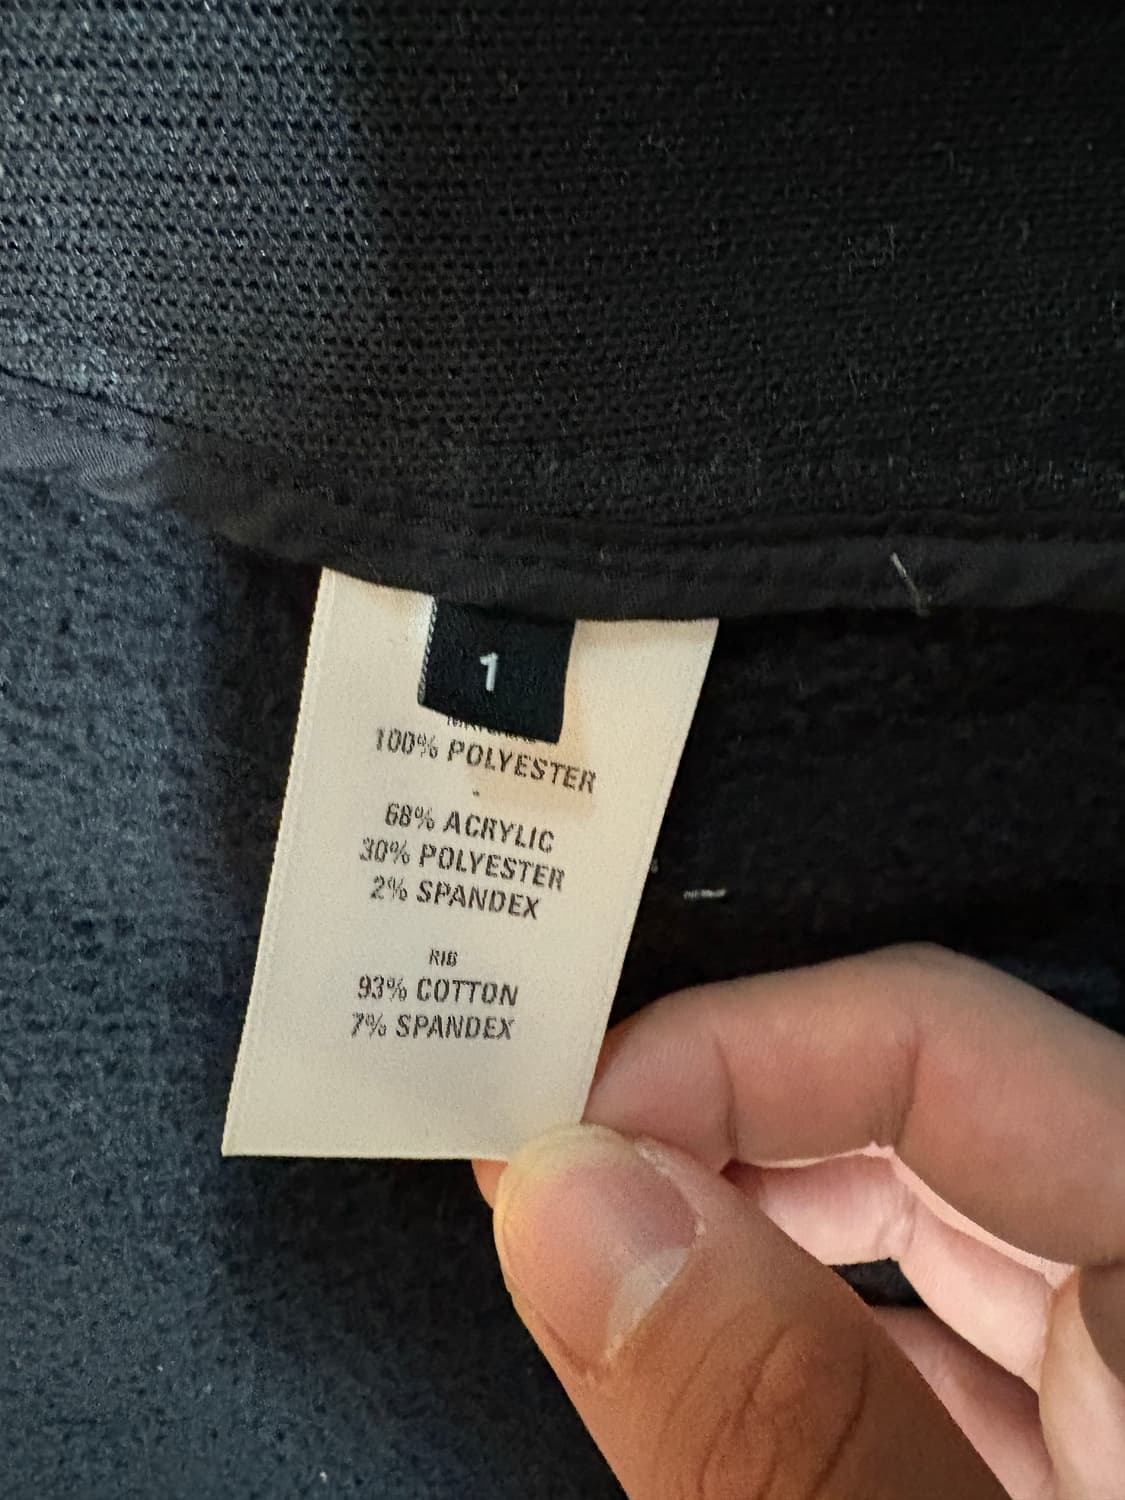 1
100% POLYESTER
-
68% ACRYLIC
30% POLYESTER
2% SPANDEX
RIB
93% COTTON
7% SPANDEX